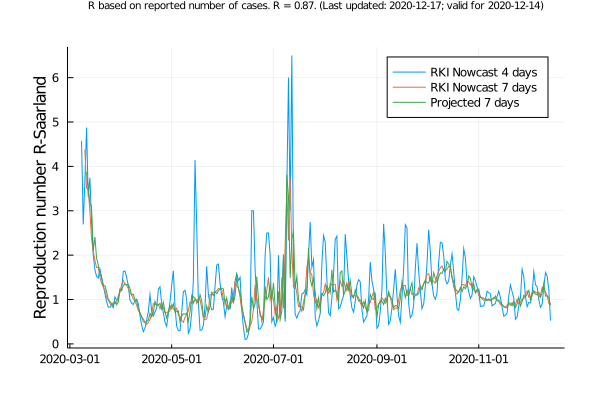 R based on reported number of cases. R = 0.87. (Last updated: 2020-12-17; valid for 2020-12-14)
Reproduction number R-Saarland
RKI Nowcast 4 days
RKI Nowcast 7 days
Projected 7 days
6
5
4
3
2
1
0
2020-03-01 2020-05-01 2020-07-01 2020-09-01 2020-11-01